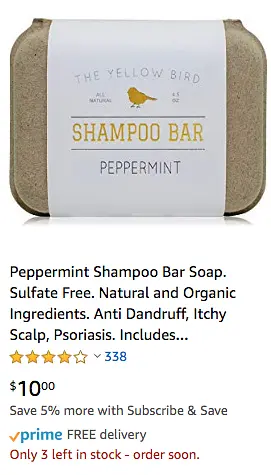 THE YELLOW BIRD
ALL
NATURAL
4.5
OZ
SHAMPOO BAR
PEPPERMINT
Peppermint Shampoo Bar Soap.
Sulfate Free. Natural and Organic
Ingredients. Anti Dandruff, Itchy
Scalp, Psoriasis. Includes...
338
$1000
Save 5% more with Subscribe & Save
prime FREE delivery
Only 3 left in stock - order soon.